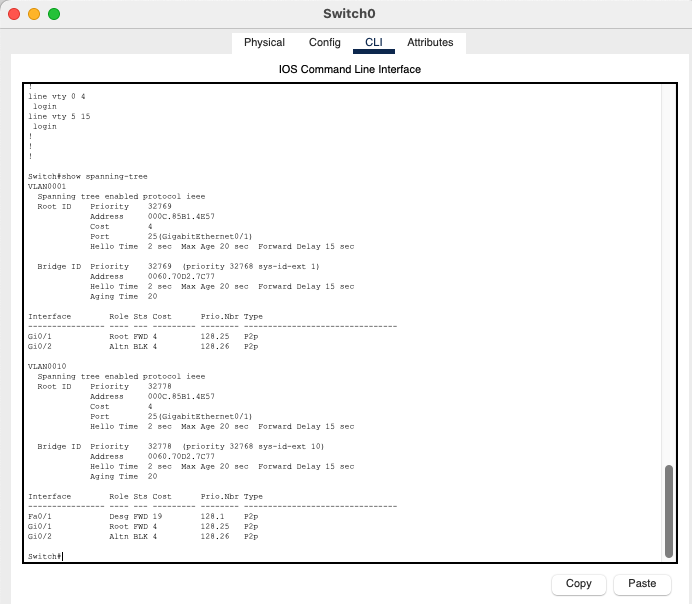 Switch0
Physical Config CLI Attributes
IOS Command Line Interface
!
line vty 0 4
 login
line vty 5 15
 login
!
!
!

Switch#show spanning-tree
VLAN0001
  Spanning tree enabled protocol ieee
  Root ID    Priority    32769
             Address     000C.85B1.4E57
             Cost        4
             Port        25(GigabitEthernet0/1)
             Hello Time  2 sec  Max Age 20 sec  Forward Delay 15 sec

  Bridge ID  Priority    32769  (priority 32768 sys-id-ext 1)
             Address     0060.70D2.7C77
             Hello Time  2 sec  Max Age 20 sec  Forward Delay 15 sec
             Aging Time  20

Interface        Role Sts Cost      Prio.Nbr Type
---------------- ---- --- --------- -------- --------------------------------
Gi0/1            Root FWD 4         128.25   P2p
Gi0/2            Altn BLK 4         128.26   P2p

VLAN0010
  Spanning tree enabled protocol ieee
  Root ID    Priority    32778
             Address     000C.85B1.4E57
             Cost        4
             Port        25(GigabitEthernet0/1)
             Hello Time  2 sec  Max Age 20 sec  Forward Delay 15 sec

  Bridge ID  Priority    32778  (priority 32768 sys-id-ext 10)
             Address     0060.70D2.7C77
             Hello Time  2 sec  Max Age 20 sec  Forward Delay 15 sec
             Aging Time  20

Interface        Role Sts Cost      Prio.Nbr Type
---------------- ---- --- --------- -------- --------------------------------
Fa0/1            Desg FWD 19        128.1    P2p
Gi0/1            Root FWD 4         128.25   P2p
Gi0/2            Altn BLK 4         128.26   P2p

Switch#
Copy Paste